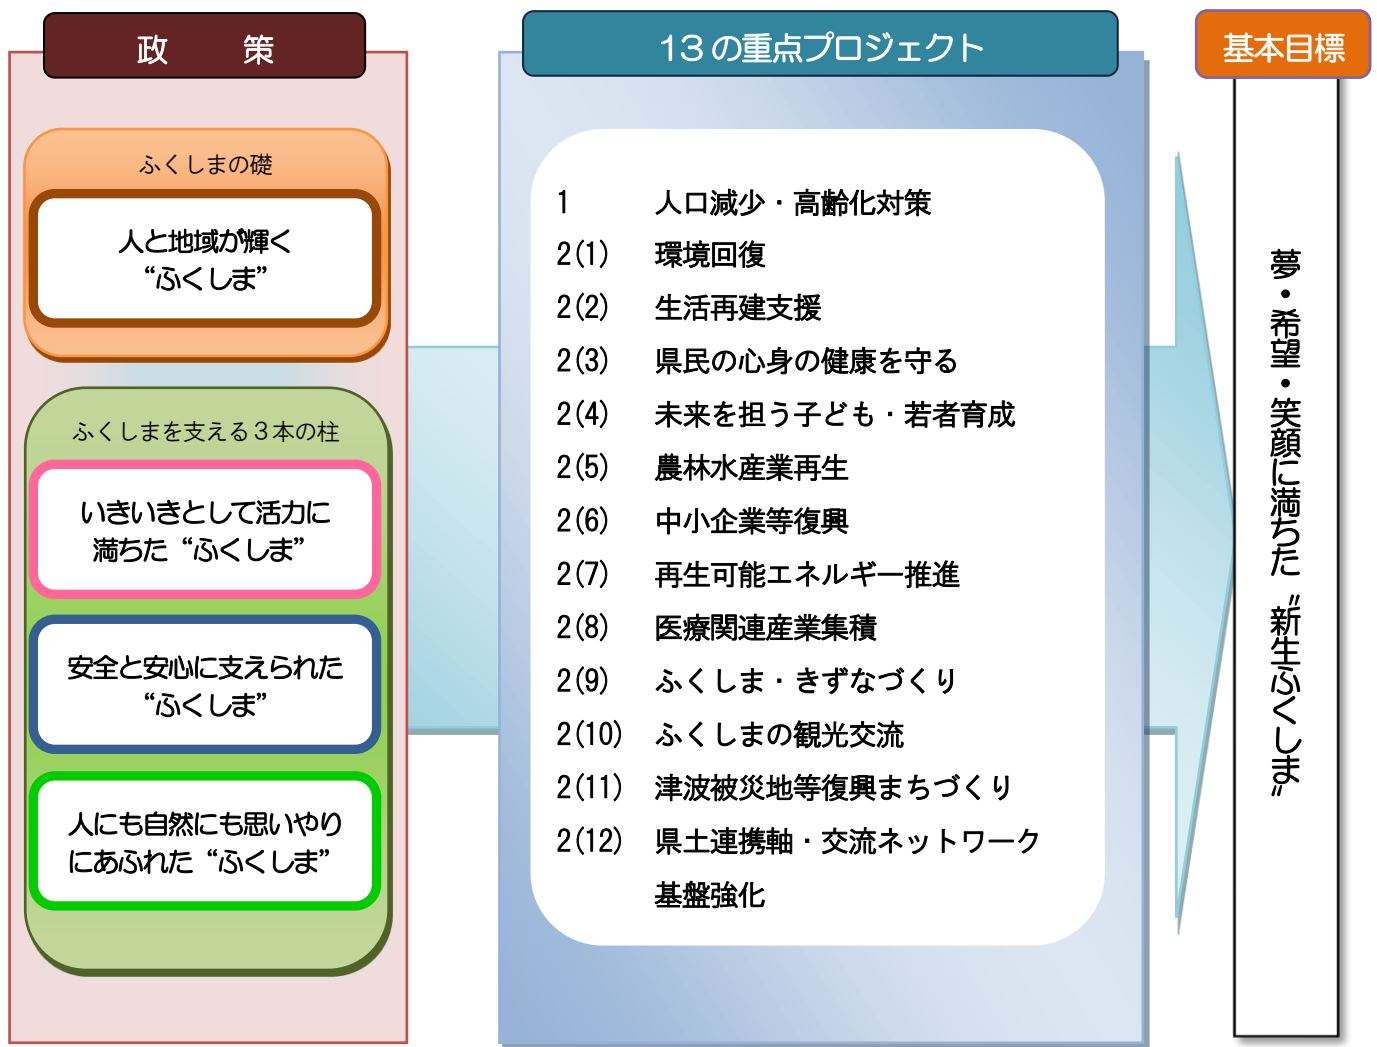 政　策
ふくしまの礎
人と地域が輝く
“ふくしま”
ふくしまを支える３本の柱
いきいきとして活力に
満ちた“ふくしま”
安全と安心に支えられた
“ふくしま”
人にも自然にも思いやり
にあふれた“ふくしま”
13の重点プロジェクト
1　人口減少・高齢化対策
2(1)　環境回復
2(2)　生活再建支援
2(3)　県民の心身の健康を守る
2(4)　未来を担う子ども・若者育成
2(5)　農林水産業再生
2(6)　中小企業等復興
2(7)　再生可能エネルギー推進
2(8)　医療関連産業集積
2(9)　ふくしま・きずなづくり
2(10)　ふくしまの観光交流
2(11)　津波被災地等復興まちづくり
2(12)　県土連携軸・交流ネットワーク
基盤強化
基本目標
夢・希望・笑顔に満ちた〝新生ふくしま〟